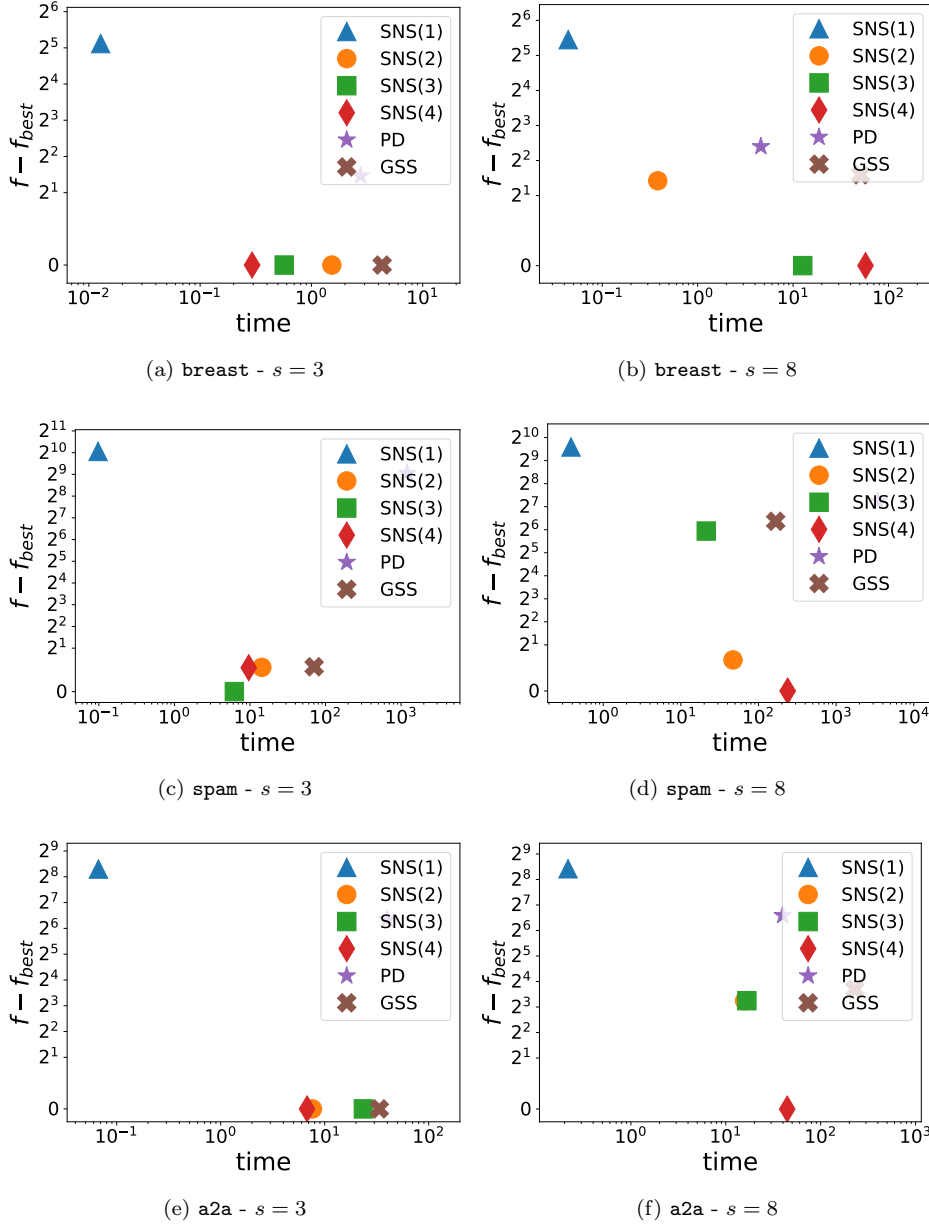 2^6
2^5
2^4
2^3
2^2
2^1
0
f − f_best
10^−2
10^−1
10^0
10^1
time
SNS(1)
SNS(2)
SNS(3)
SNS(4)
PD
GSS
(a) breast - s = 3
2^6
2^5
2^4
2^3
2^2
2^1
0
f − f_best
10^−1
10^0
10^1
10^2
time
SNS(1)
SNS(2)
SNS(3)
SNS(4)
PD
GSS
(b) breast - s = 8
2^11
2^10
2^9
2^8
2^7
2^6
2^5
2^4
2^3
2^2
2^1
0
f − f_best
10^−1
10^0
10^1
10^2
10^3
time
SNS(1)
SNS(2)
SNS(3)
SNS(4)
PD
GSS
(c) spam - s = 3
2^10
2^9
2^8
2^7
2^6
2^5
2^4
2^3
2^2
2^1
0
f − f_best
10^0
10^1
10^2
10^3
10^4
time
SNS(1)
SNS(2)
SNS(3)
SNS(4)
PD
GSS
(d) spam - s = 8
2^9
2^8
2^7
2^6
2^5
2^4
2^3
2^2
2^1
0
f − f_best
10^−1
10^0
10^1
10^2
time
SNS(1)
SNS(2)
SNS(3)
SNS(4)
PD
GSS
(e) a2a - s = 3
2^9
2^8
2^7
2^6
2^5
2^4
2^3
2^2
2^1
0
f − f_best
10^0
10^1
10^2
10^3
time
SNS(1)
SNS(2)
SNS(3)
SNS(4)
PD
GSS
(f) a2a - s = 8